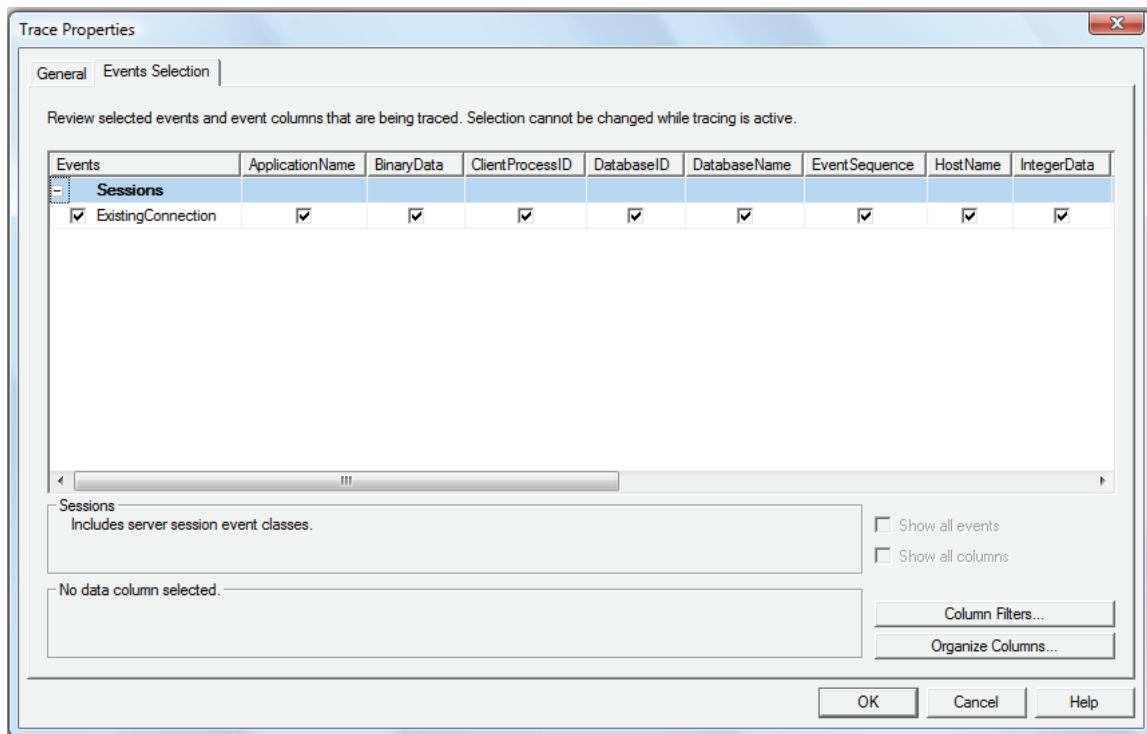 Trace Properties
General Events Selection
Review selected events and event columns that are being traced. Selection cannot be changed while tracing is active.
Events ApplicationName BinaryData ClientProcessID DatabaseID DatabaseName EventSequence HostName IntegerData
Sessions
ExistingConnection
Sessions
Includes server session event classes.
Show all events
Show all columns
No data column selected.
Column Filters...
Organize Columns...
OK Cancel Help